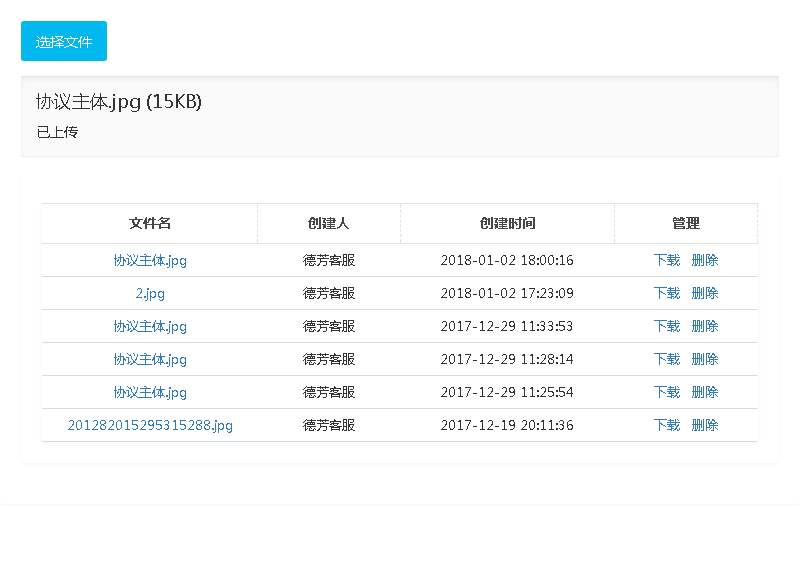 选择文件
协议主体.jpg (15KB)
已上传
文件名 创建人 创建时间 管理
协议主体.jpg 德芳客服 2018-01-02 18:00:16 下载 删除
2.jpg 德芳客服 2018-01-02 17:23:09 下载 删除
协议主体.jpg 德芳客服 2017-12-29 11:33:53 下载 删除
协议主体.jpg 德芳客服 2017-12-29 11:28:14 下载 删除
协议主体.jpg 德芳客服 2017-12-29 11:25:54 下载 删除
201282015295315288.jpg 德芳客服 2017-12-19 20:11:36 下载 删除